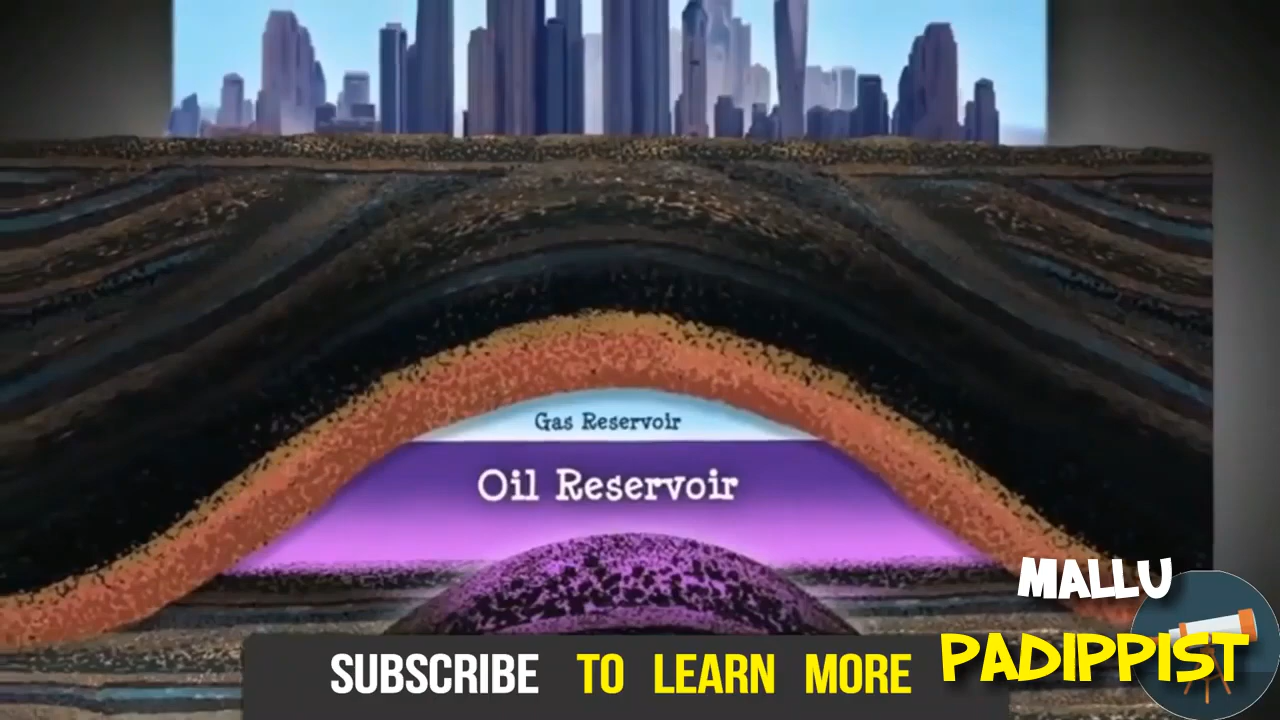 Gas Reservoir
Oil Reservoir
MALLU
SUBSCRIBE TO LEARN MORE
PADIPPIST